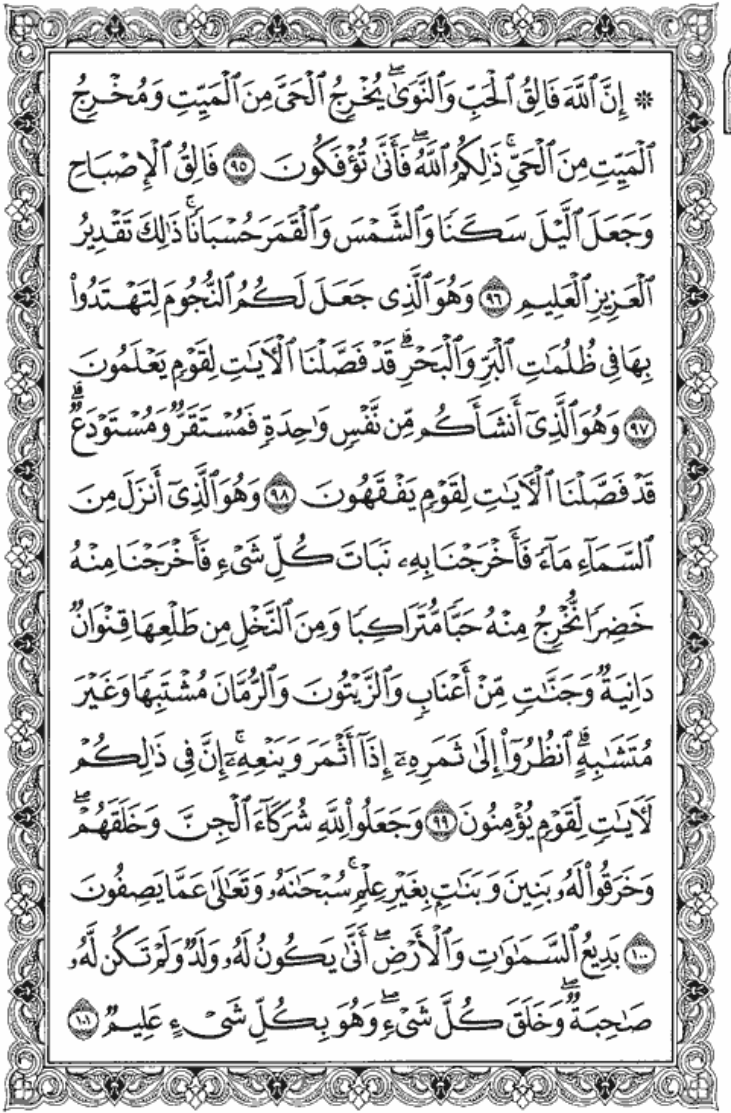 ۞ إِنَّ ٱللَّهَ فَالِقُ ٱلْحَبِّ وَٱلنَّوَىٰۖ يُخْرِجُ ٱلْحَىَّ مِنَ ٱلْمَيِّتِ وَمُخْرِجُ
ٱلْمَيِّتِ مِنَ ٱلْحَىِّۚ ذَٰلِكُمُ ٱللَّهُۖ فَأَنَّىٰ تُؤْفَكُونَ ٩٥ فَالِقُ ٱلْإِصْبَاحِ
وَجَعَلَ ٱلَّيْلَ سَكَنًا وَٱلشَّمْسَ وَٱلْقَمَرَ حُسْبَانًاۚ ذَٰلِكَ تَقْدِيرُ
ٱلْعَزِيزِ ٱلْعَلِيمِ ٩٦ وَهُوَ ٱلَّذِى جَعَلَ لَكُمُ ٱلنُّجُومَ لِتَهْتَدُوا۟
بِهَا فِى ظُلُمَٰتِ ٱلْبَرِّ وَٱلْبَحْرِۗ قَدْ فَصَّلْنَا ٱلْءَايَٰتِ لِقَوْمٍ يَعْلَمُونَ
٩٧ وَهُوَ ٱلَّذِىٓ أَنشَأَكُم مِّن نَّفْسٍ وَٰحِدَةٍ فَمُسْتَقَرٌّ وَمُسْتَوْدَعٌۗ
قَدْ فَصَّلْنَا ٱلْءَايَٰتِ لِقَوْمٍ يَفْقَهُونَ ٩٨ وَهُوَ ٱلَّذِىٓ أَنزَلَ مِنَ
ٱلسَّمَآءِ مَآءً فَأَخْرَجْنَا بِهِۦ نَبَاتَ كُلِّ شَىْءٍ فَأَخْرَجْنَا مِنْهُ
خَضِرًا نُّخْرِجُ مِنْهُ حَبًّا مُّتَرَاكِبًا وَمِنَ ٱلنَّخْلِ مِن طَلْعِهَا قِنْوَانٌ
دَانِيَةٌ وَجَنَّٰتٍ مِّنْ أَعْنَابٍ وَٱلزَّيْتُونَ وَٱلرُّمَّانَ مُشْتَبِهًا وَغَيْرَ
مُتَشَٰبِهٍۗ ٱنظُرُوٓا۟ إِلَىٰ ثَمَرِهِۦٓ إِذَآ أَثْمَرَ وَيَنْعِهِۦٓۚ إِنَّ فِى ذَٰلِكُمْ
لَءَايَٰتٍ لِّقَوْمٍ يُؤْمِنُونَ ٩٩ وَجَعَلُوا۟ لِلَّهِ شُرَكَآءَ ٱلْجِنَّ وَخَلَقَهُمْۖ
وَخَرَقُوا۟ لَهُۥ بَنِينَ وَبَنَٰتٍۭ بِغَيْرِ عِلْمٍۚ سُبْحَٰنَهُۥ وَتَعَٰلَىٰ عَمَّا يَصِفُونَ
١٠٠ بَدِيعُ ٱلسَّمَٰوَٰتِ وَٱلْأَرْضِۖ أَنَّىٰ يَكُونُ لَهُۥ وَلَدٌ وَلَمْ تَكُن لَّهُۥ
صَٰحِبَةٌۖ وَخَلَقَ كُلَّ شَىْءٍۖ وَهُوَ بِكُلِّ شَىْءٍ عَلِيمٌ ١٠١